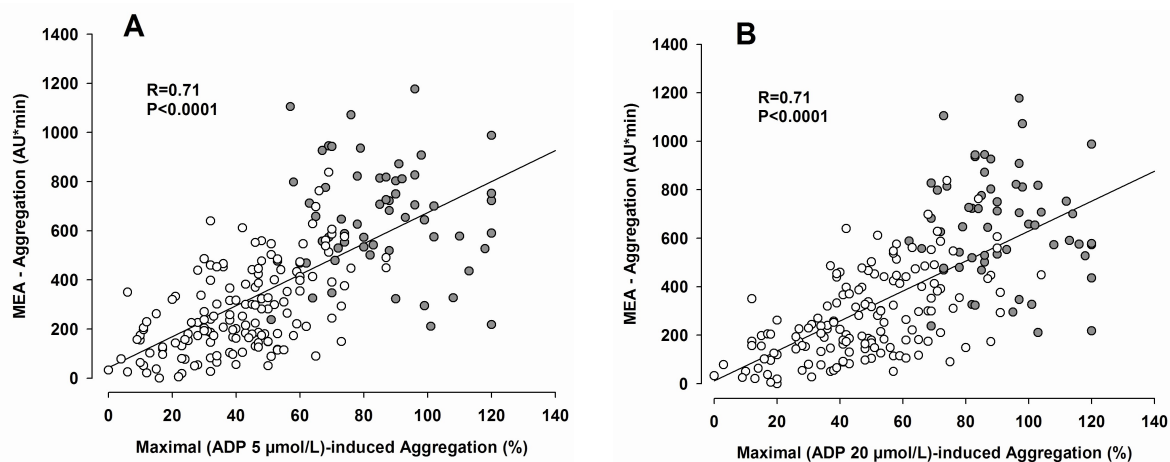 A
1400
1200
1000
800
600
400
200
0
MEA - Aggregation (AU*min)
R=0.71
P<0.0001
0 20 40 60 80 100 120 140
Maximal (ADP 5 µmol/L)-induced Aggregation (%)
B
1400
1200
1000
800
600
400
200
0
MEA - Aggregation (AU*min)
R=0.71
P<0.0001
0 20 40 60 80 100 120 140
Maximal (ADP 20 µmol/L)-induced Aggregation (%)